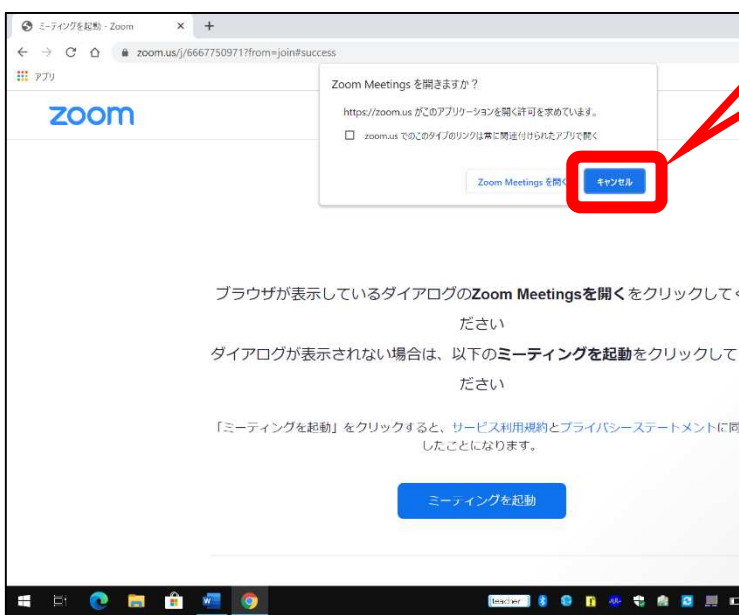 ミーティングを起動 - Zoom
zoom.us/j/6667750971?from=join#success
アプリ
zoom
Zoom Meetings を開きますか？
https://zoom.us がこのアプリケーションを開く許可を求めています。
zoom.us でこのタイプのリンクは常に関連付けられたアプリで開く
Zoom Meetings を開
キャンセル
ブラウザが表示しているダイアログのZoom Meetingsを開くをクリックしてく
ださい
ダイアログが表示されない場合は、以下のミーティングを起動をクリックして
ださい
「ミーティングを起動」をクリックすると、サービス利用規約とプライバシーステートメントに同
したことになります。
ミーティングを起動
teacher